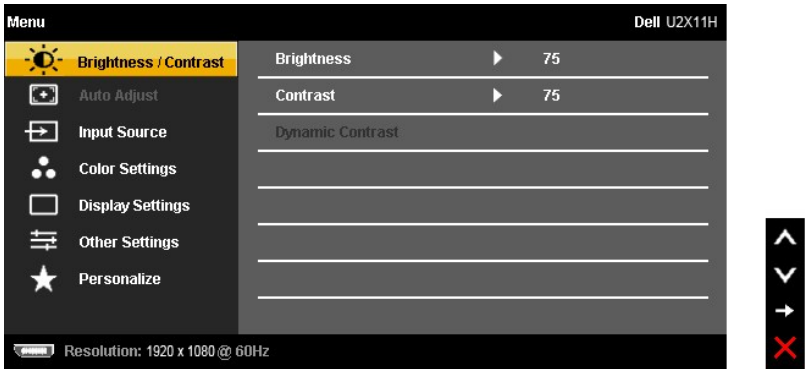 Menu Dell U2X11H
Brightness / Contrast Brightness 75
Auto Adjust Contrast 75
Input Source Dynamic Contrast
Color Settings
Display Settings
Other Settings
Personalize
Resolution: 1920 x 1080 @ 60Hz